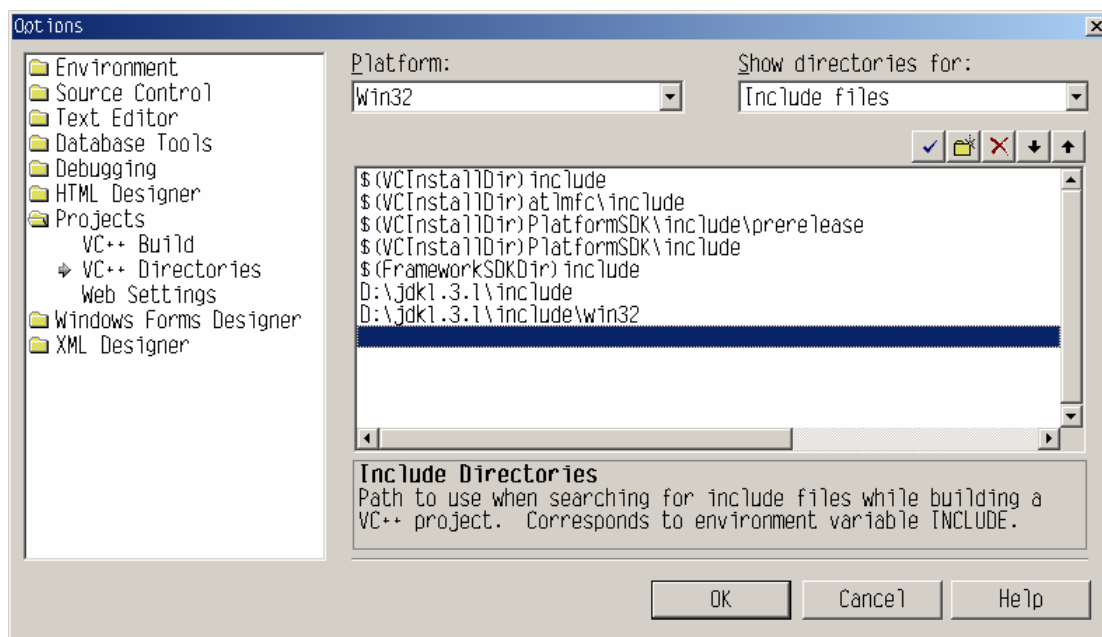 Options
Environment
Source Control
Text Editor
Database Tools
Debugging
HTML Designer
Projects
VC++ Build
VC++ Directories
Web Settings
Windows Forms Designer
XML Designer
Platform:
Win32
Show directories for:
Include files
$(VCInstallDir)include
$(VCInstallDir)atlmfc\include
$(VCInstallDir)PlatformSDK\include\prerelease
$(VCInstallDir)PlatformSDK\include
$(FrameworkSDKDir)include
D:\jdk1.3.1\include
D:\jdk1.3.1\include\win32
Include Directories
Path to use when searching for include files while building a
VC++ project.  Corresponds to environment variable INCLUDE.
OK
Cancel
Help